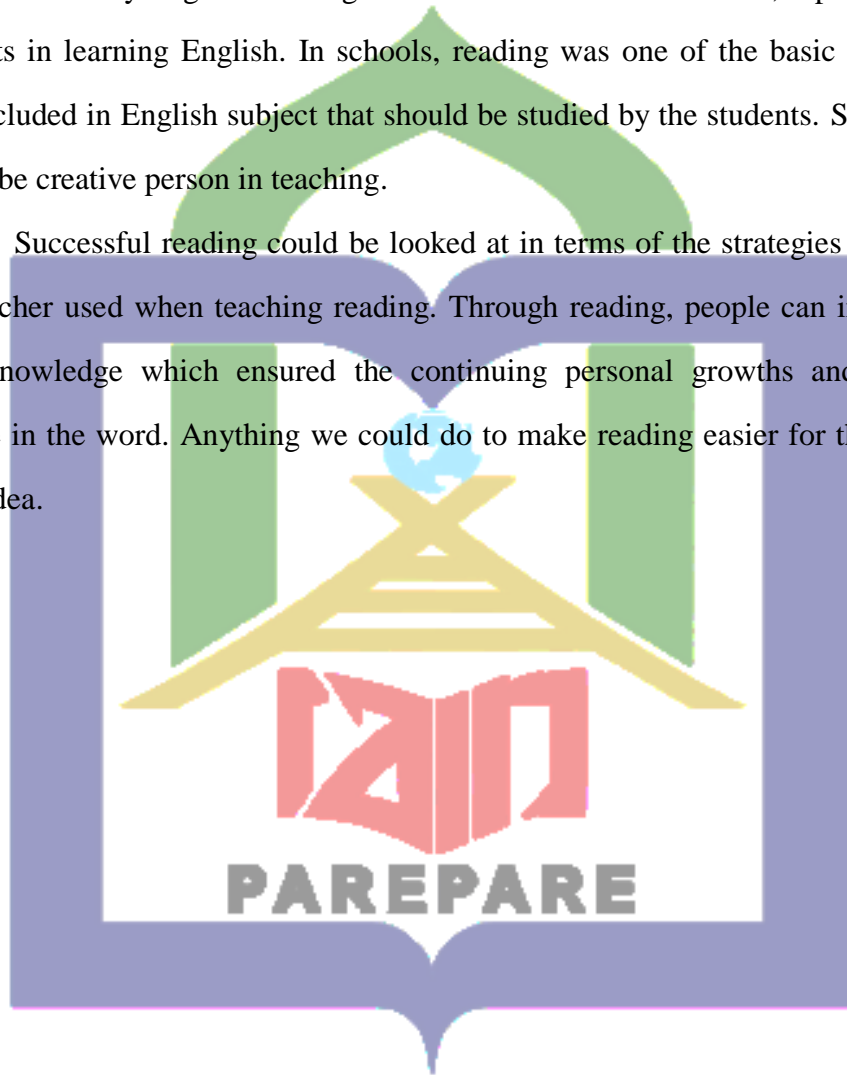 ts in learning English. In schools, reading was one of the basic
cluded in English subject that should be studied by the students. S
be creative person in teaching.
Successful reading could be looked at in terms of the strategies
cher used when teaching reading. Through reading, people can i
nowledge which ensured the continuing personal growths and
in the word. Anything we could do to make reading easier for th
dea.
iain
PAREPARE